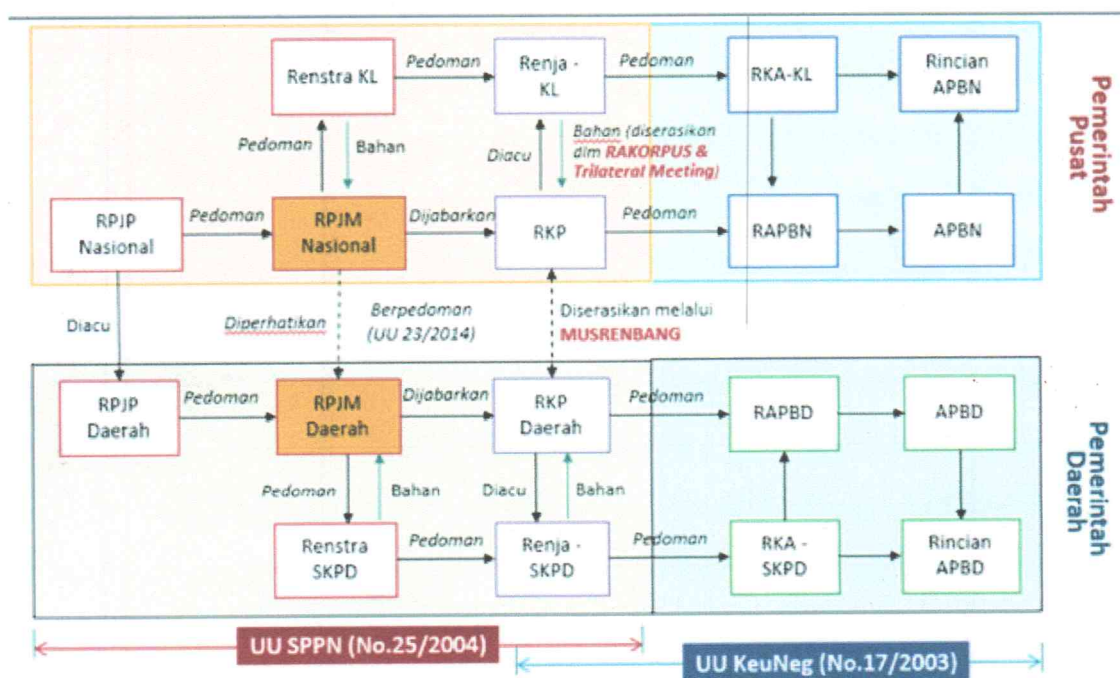 Pedoman
Pedoman
Renstra KL
Renja -
KL
RKA-KL
Rincian
APBN
Pedoman
Bahan
Diacu
Bahan (diserasikan
dlm RAKORPUS &
Trilateral Meeting)
Pemerintah
Pusat
RPJP
Nasional
Pedoman
RPJM
Nasional
Dijabarkan
RKP
Pedoman
RAPBN
APBN
Diacu
Diperhatikan
Berpedoman
(UU 23/2014)
Diserasikan melalui
MUSRENBANG
RPJP
Daerah
Pedoman
RPJM
Daerah
Dijabarkan
RKP
Daerah
Pedoman
RAPBD
APBD
Pemerintah
Daerah
Pedoman
Bahan
Diacu
Bahan
Renstra
SKPD
Pedoman
Renja -
SKPD
Pedoman
RKA -
SKPD
Rincian
APBD
UU SPPN (No.25/2004)
UU KeuNeg (No.17/2003)